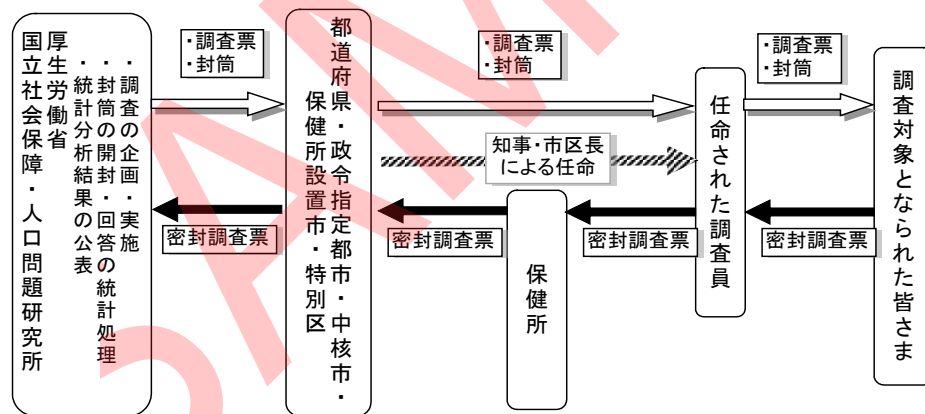 厚生労働省
国立社会保障・人口問題研究所
・調査の企画・実施
・封筒の開封・回答の統計処理
・統計分析結果の公表
・調査票
・封筒
密封調査票
都道府県・政令指定都市・中核市・
保健所設置市・特別区
・調査票
・封筒
知事・市区長
による任命
密封調査票
保健所
密封調査票
任命された調査員
・調査票
・封筒
密封調査票
調査対象となられた皆さま
SAM